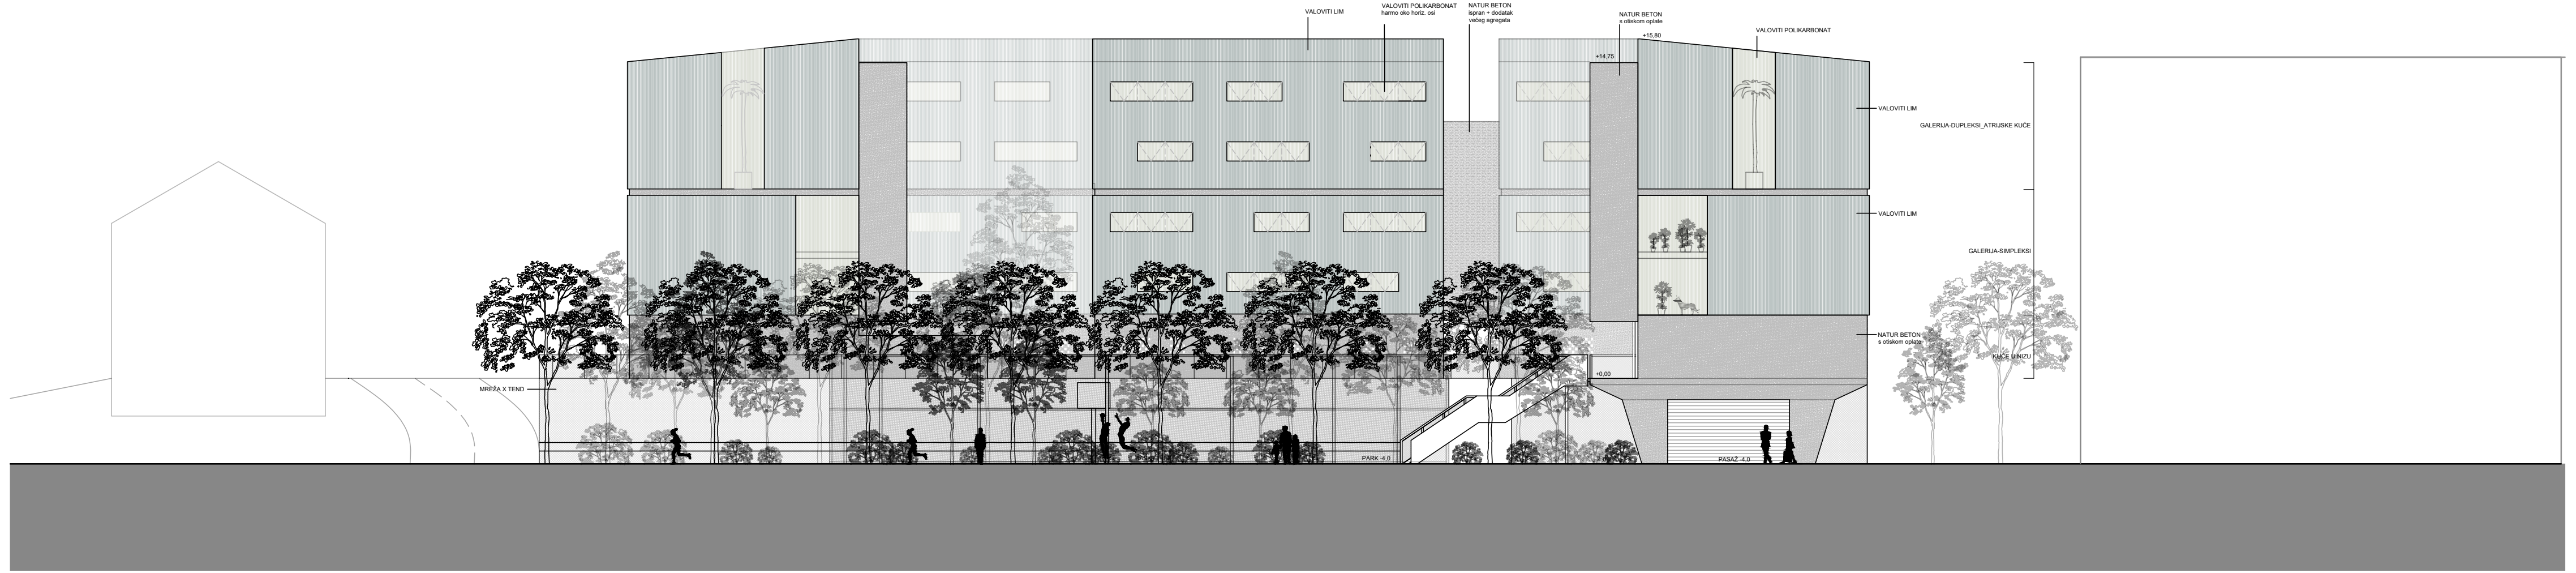 VALOVITI LIM
VALOVITI POLIKARBONAT
harmo oko horiz. osi
NATUR BETON
ispran + dodatak
većeg agregata
NATUR BETON
s otiskom oplate
VALOVITI POLIKARBONAT
+15,80
+14,75
VALOVITI LIM
GALERIJA-DUPLEKSI_ATRIJSKE KUĆE
VALOVITI LIM
GALERIJA-SIMPLEKSI
NATUR BETON
s otiskom oplate
KUĆE U NIZU
+0,00
MREŽA X TEND
PARK -4,0
PASAŽ -4,0